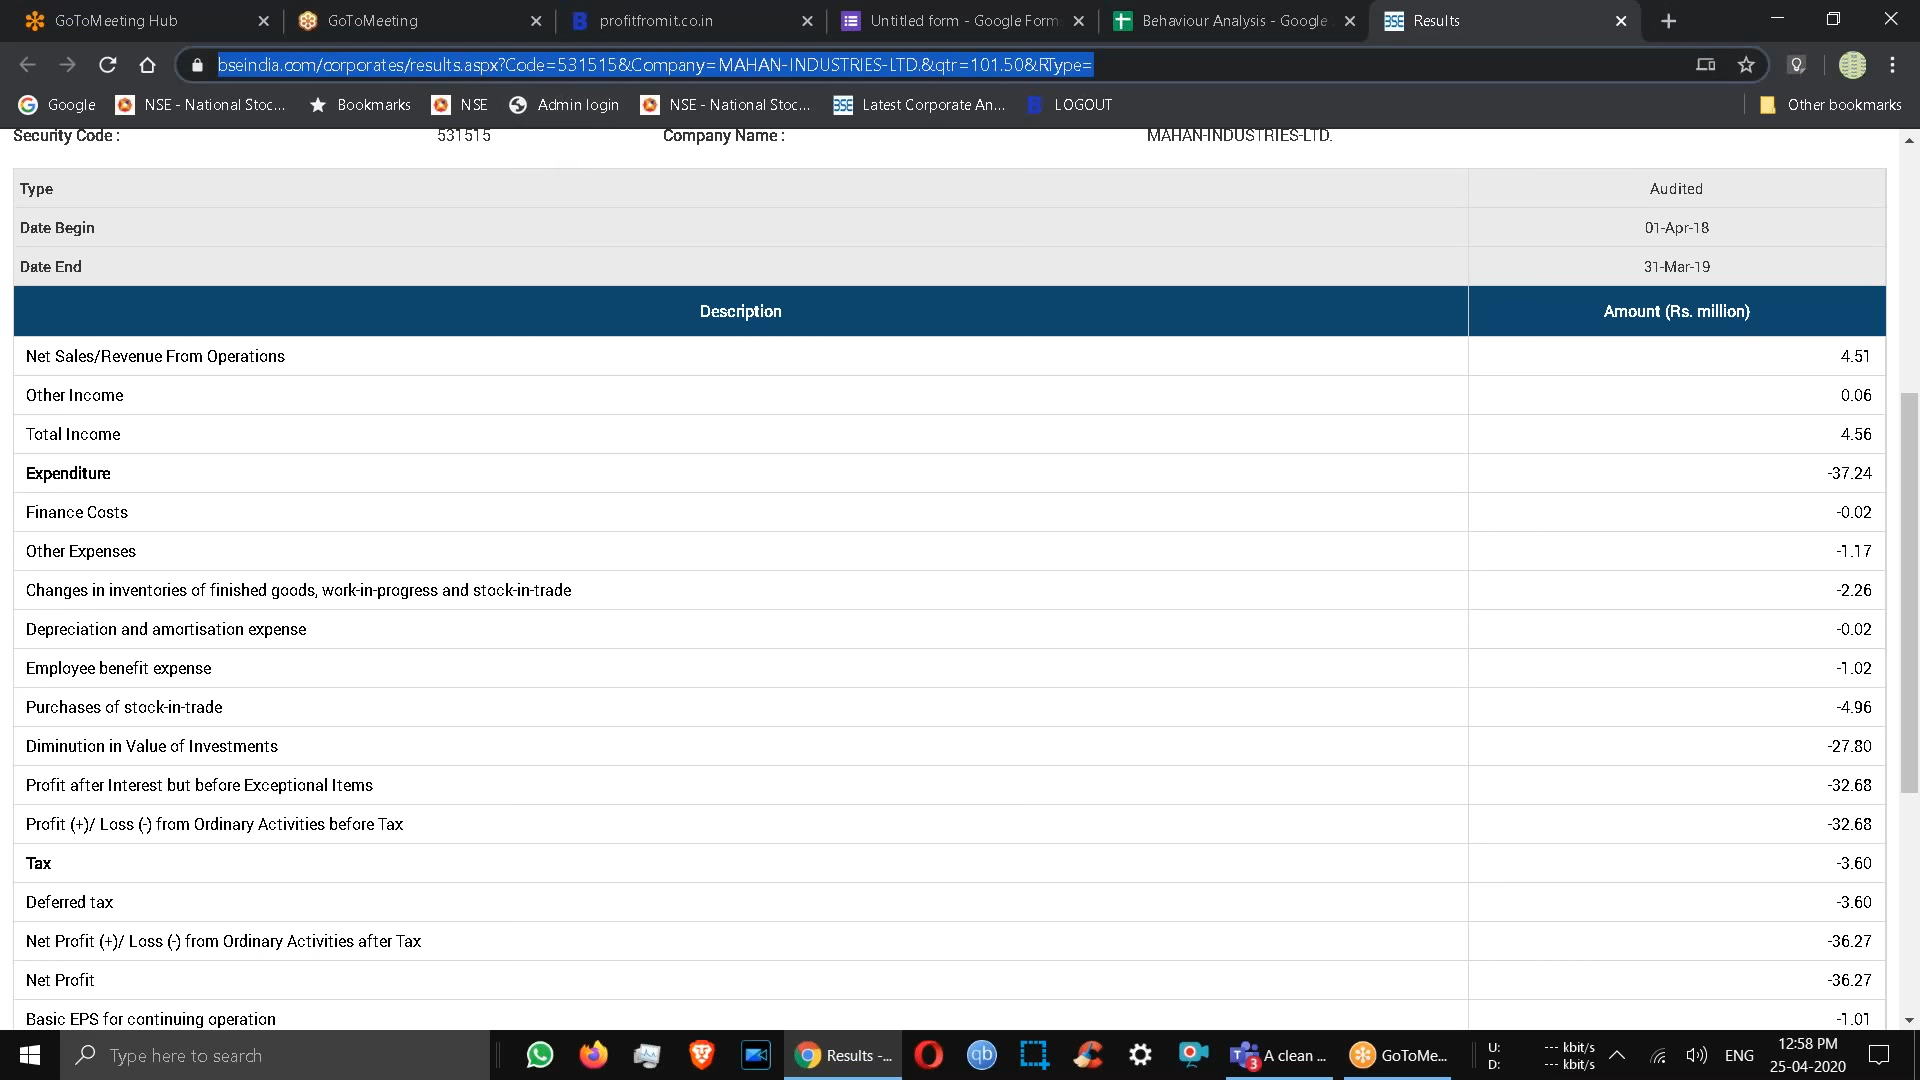 GoToMeeting Hub
GoToMeeting
profitfromit.co.in
Untitled form - Google Form
Behaviour Analysis - Google
BSE Results
bseindia.com/corporates/results.aspx?Code=531515&Company=MAHAN-INDUSTRIES-LTD.&qtr=101.50&RType=
Google NSE - National Stoc... Bookmarks NSE Admin login NSE - National Stoc... BSE Latest Corporate An... LOGOUT Other bookmarks
Security Code : 531515 Company Name : MAHAN-INDUSTRIES-LTD.
Type Audited
Date Begin 01-Apr-18
Date End 31-Mar-19
Description Amount (Rs. million)
Net Sales/Revenue From Operations 4.51
Other Income 0.06
Total Income 4.56
Expenditure -37.24
Finance Costs -0.02
Other Expenses -1.17
Changes in inventories of finished goods, work-in-progress and stock-in-trade -2.26
Depreciation and amortisation expense -0.02
Employee benefit expense -1.02
Purchases of stock-in-trade -4.96
Diminution in Value of Investments -27.80
Profit after Interest but before Exceptional Items -32.68
Profit (+)/ Loss (-) from Ordinary Activities before Tax -32.68
Tax -3.60
Deferred tax -3.60
Net Profit (+)/ Loss (-) from Ordinary Activities after Tax -36.27
Net Profit -36.27
Basic EPS for continuing operation -1.01
Type here to search
qb
Results -...
3 A clean ...
GoToMe...
U: --- kbit/s
D: --- kbit/s
ENG
12:58 PM
25-04-2020